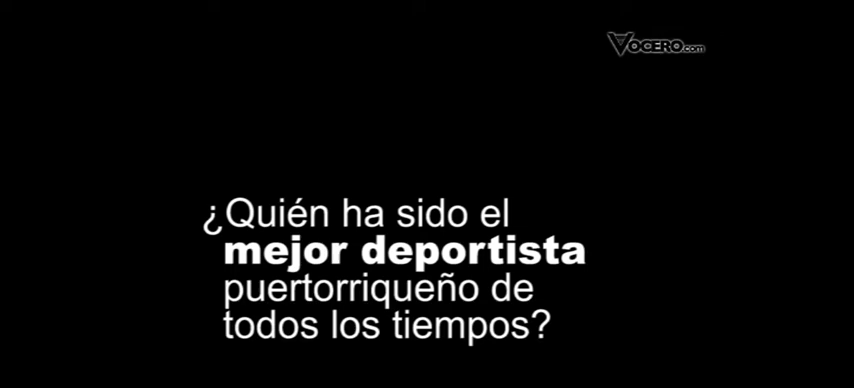 VOCERO.com
¿Quién ha sido el
mejor deportista
puertorriqueño de
todos los tiempos?